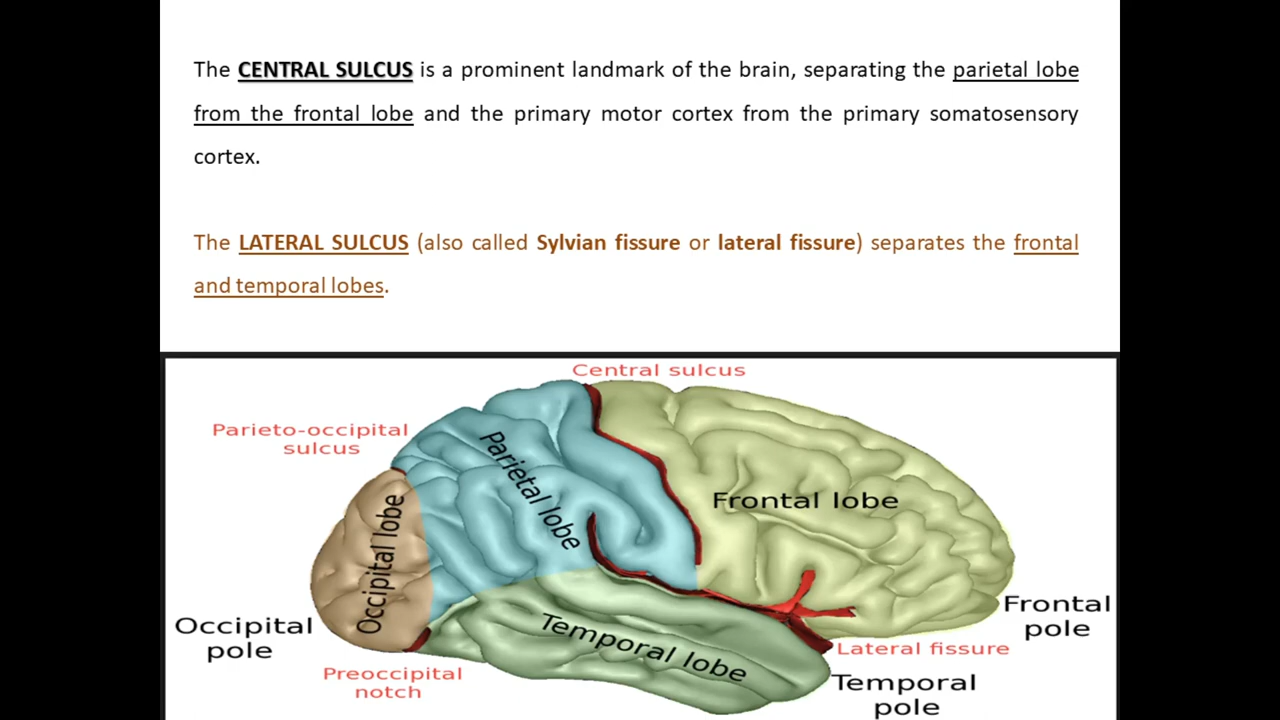 The CENTRAL SULCUS is a prominent landmark of the brain, separating the parietal lobe
from the frontal lobe and the primary motor cortex from the primary somatosensory
cortex.
The LATERAL SULCUS (also called Sylvian fissure or lateral fissure) separates the frontal
and temporal lobes.
Central sulcus
Parieto-occipital
sulcus
Parietal lobe
Frontal lobe
Occipital lobe
Occipital
pole
Temporal lobe
Frontal
pole
Lateral fissure
Preoccipital
notch
Temporal
pole